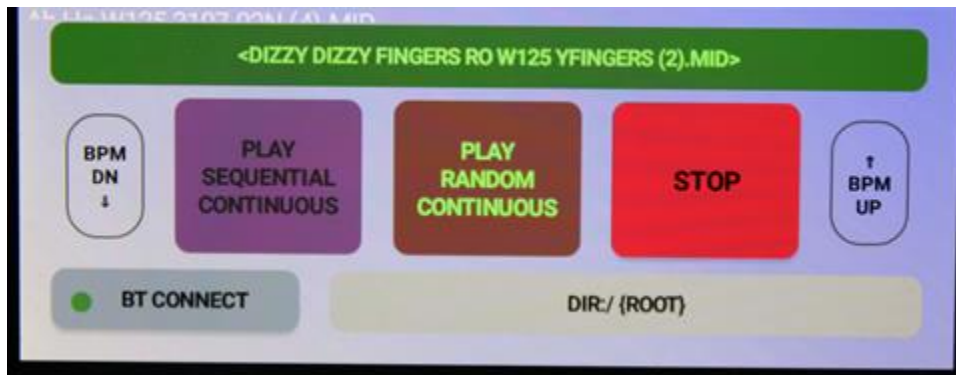 <DIZZY DIZZY FINGERS RO W125 YFINGERS (2).MID>
BPM
DN
↓
PLAY
SEQUENTIAL
CONTINUOUS
PLAY
RANDOM
CONTINUOUS
STOP
↑
BPM
UP
BT CONNECT
DIR:/ {ROOT}